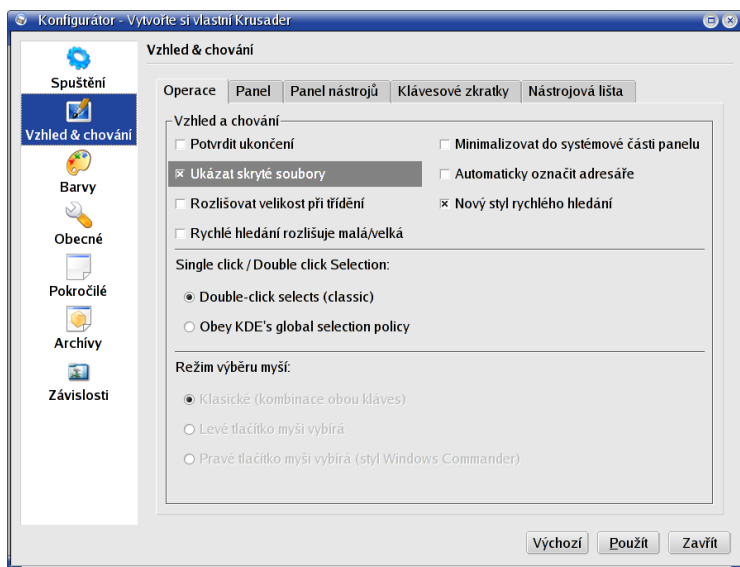 Konfigurátor - Vytvořte si vlastní Krusader
Spuštění
Vzhled & chování
Barvy
Obecné
Pokročilé
Archívy
Závislosti
Vzhled & chování
Operace
Panel
Panel nástrojů
Klávesové zkratky
Nástrojová lišta
Vzhled a chování
Potvrdit ukončení
Minimalizovat do systémové části panelu
Ukázat skryté soubory
Automaticky označit adresáře
Rozlišovat velikost při třídění
Nový styl rychlého hledání
Rychlé hledání rozlišuje malá/velká
Single click / Double click Selection:
Double-click selects (classic)
Obey KDE's global selection policy
Režim výběru myší:
Klasické (kombinace obou kláves)
Levé tlačítko myši vybírá
Pravé tlačítko myši vybírá (styl Windows Commander)
Výchozí
Použít
Zavřít